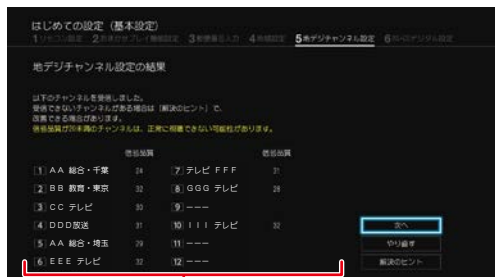 はじめての設定（基本設定）
5地デジチャンネル設定
地デジチャンネル設定の結果
以下のチャンネルを受信しました。
受信できないチャンネルがある場合は［解決のヒント］で、
改善できる場合があります。
信号品質が20未満のチャンネルは、正常に視聴できない可能性があります。
信号品質 信号品質
1 AA 総合・千葉 24 7 テレビ FFF 31
2 BB 教育・東京 32 8 GGG テレビ 28
3 CC テレビ 30 9 ---
4 DDD放送 31 10 III テレビ 32 次へ
5 AA 総合・埼玉 29 11 --- やり直す
6 EEE テレビ 32 12 --- 解決のヒント